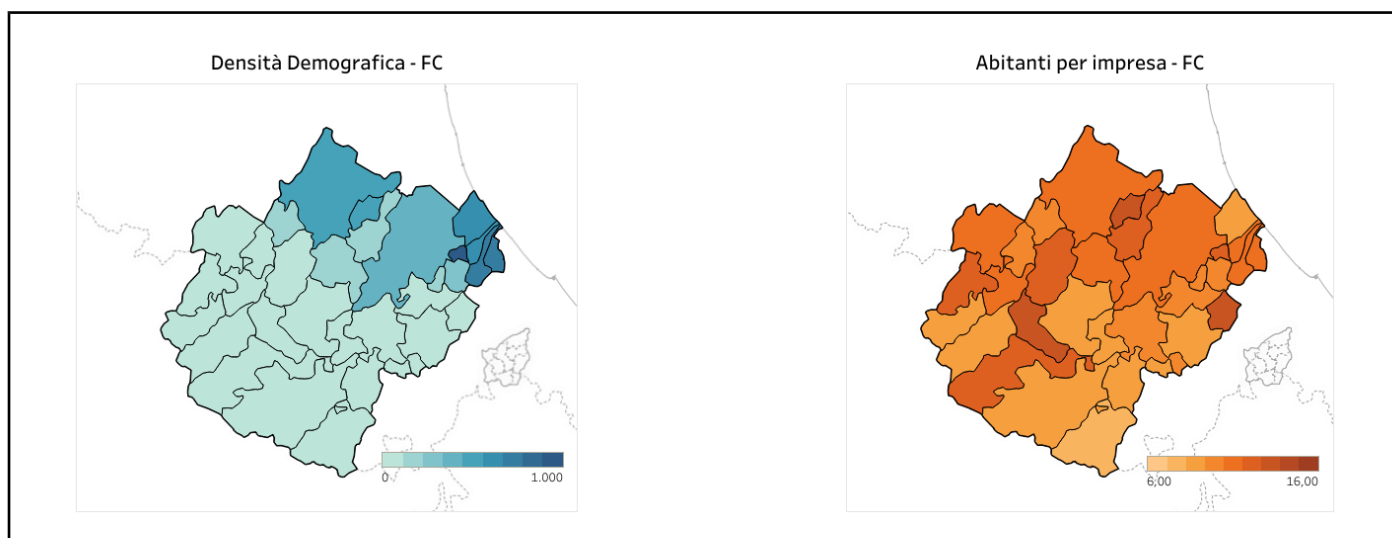 Densità Demografica - FC
Abitanti per impresa - FC
0
1.000
6,00
16,00